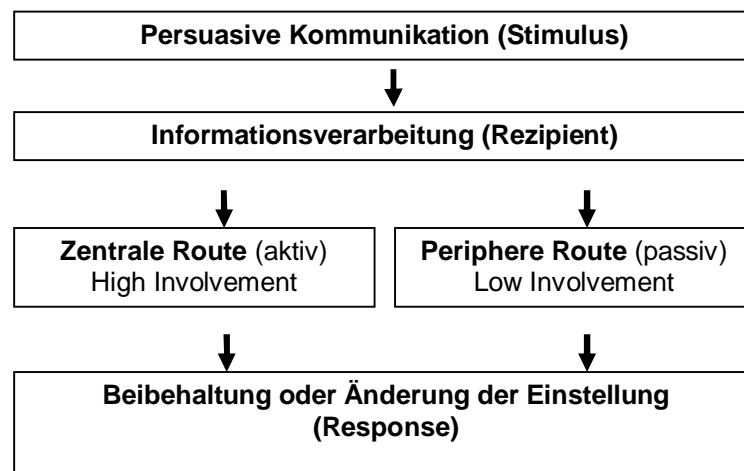 Persuasive Kommunikation (Stimulus)
Informationsverarbeitung (Rezipient)
Zentrale Route (aktiv)
High Involvement
Periphere Route (passiv)
Low Involvement
Beibehaltung oder Änderung der Einstellung
(Response)